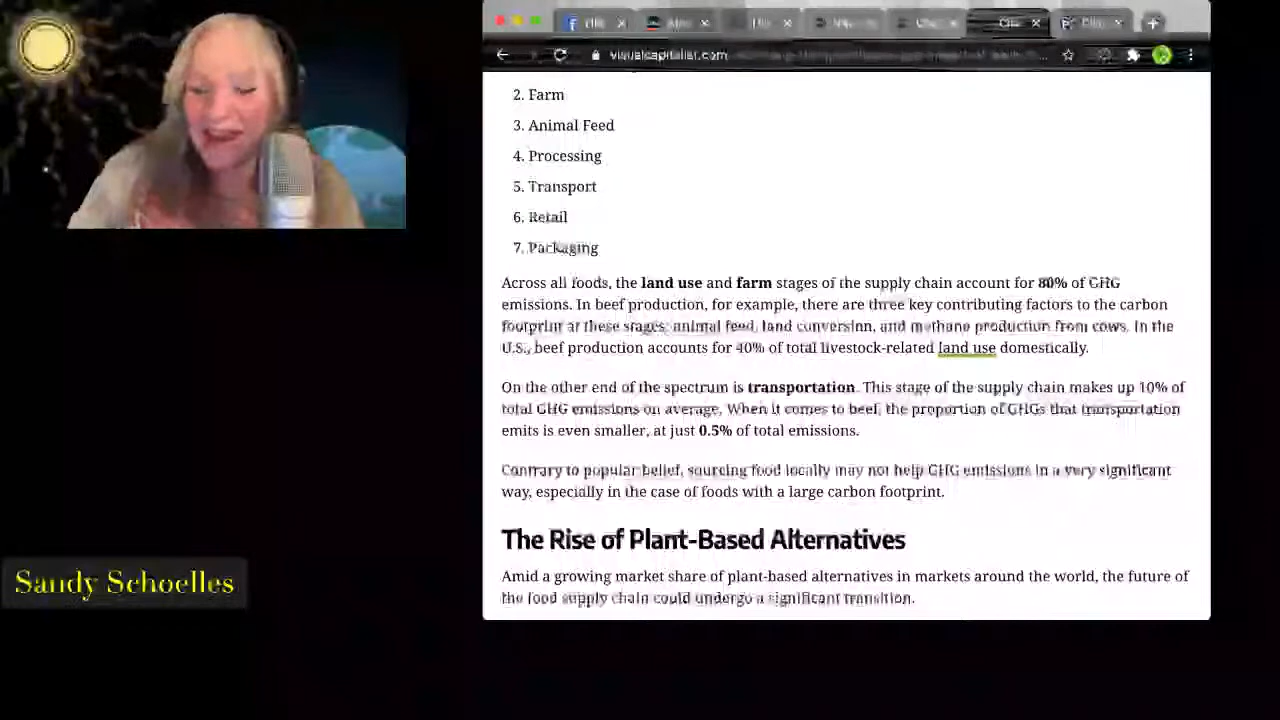 visualcapitalist.com
2. Farm
3. Animal Feed
4. Processing
5. Transport
6. Retail
7. Packaging
Across all foods, the land use and farm stages of the supply chain account for 80% of GHG
emissions. In beef production, for example, there are three key contributing factors to the carbon
footprint at these stages: animal feed, land conversion, and methane production from cows. In the
U.S., beef production accounts for 40% of total livestock-related land use domestically.
On the other end of the spectrum is transportation. This stage of the supply chain makes up 10% of
total GHG emissions on average. When it comes to beef, the proportion of GHGs that transportation
emits is even smaller, at just 0.5% of total emissions.
Contrary to popular belief, sourcing food locally may not help GHG emissions in a very significant
way, especially in the case of foods with a large carbon footprint.
The Rise of Plant-Based Alternatives
Amid a growing market share of plant-based alternatives in markets around the world, the future of
the food supply chain could undergo a significant transition.
Sandy Schoelles